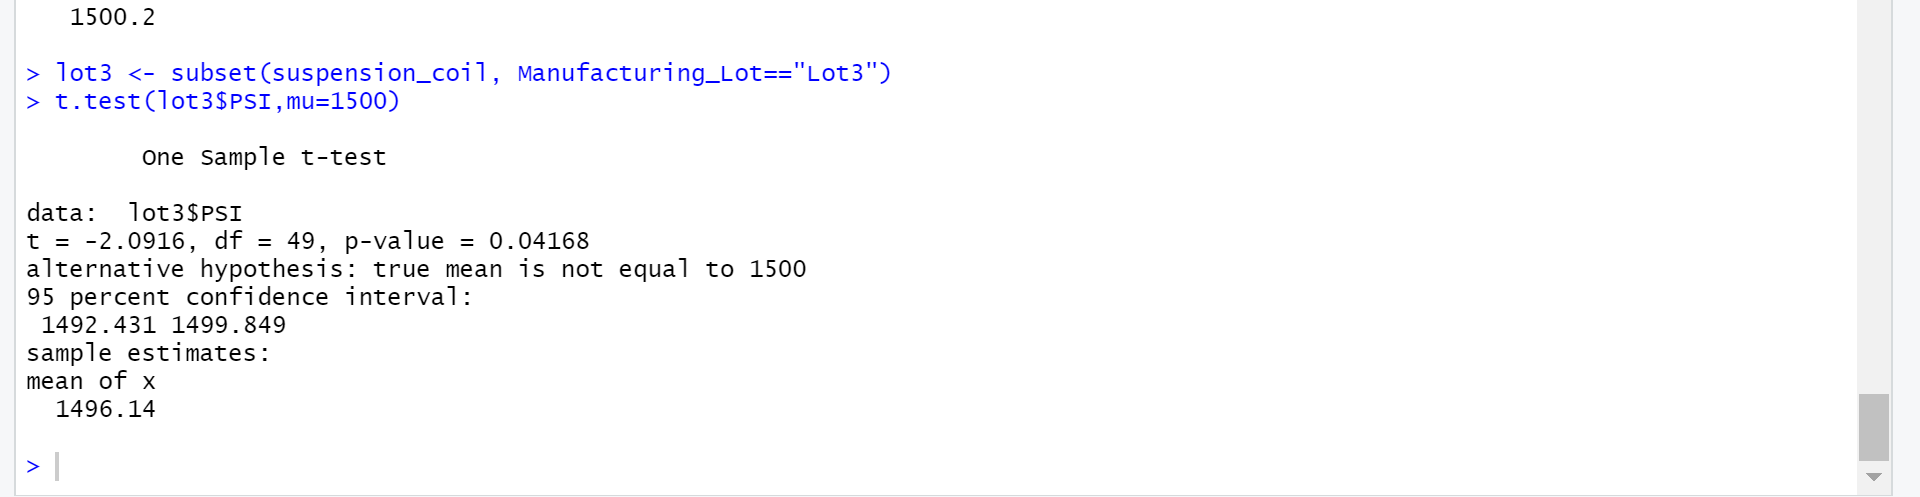 1500.2
> lot3 <- subset(suspension_coil, Manufacturing_Lot=="Lot3")
> t.test(lot3$PSI,mu=1500)
One Sample t-test
data:  lot3$PSI
t = -2.0916, df = 49, p-value = 0.04168
alternative hypothesis: true mean is not equal to 1500
95 percent confidence interval:
1492.431 1499.849
sample estimates:
mean of x
1496.14
>